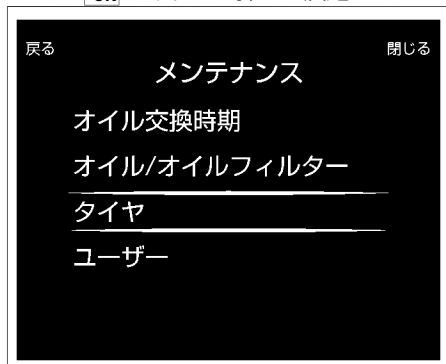 戻る
閉じる
メンテナンス
オイル交換時期
オイル/オイルフィルター
タイヤ
ユーザー